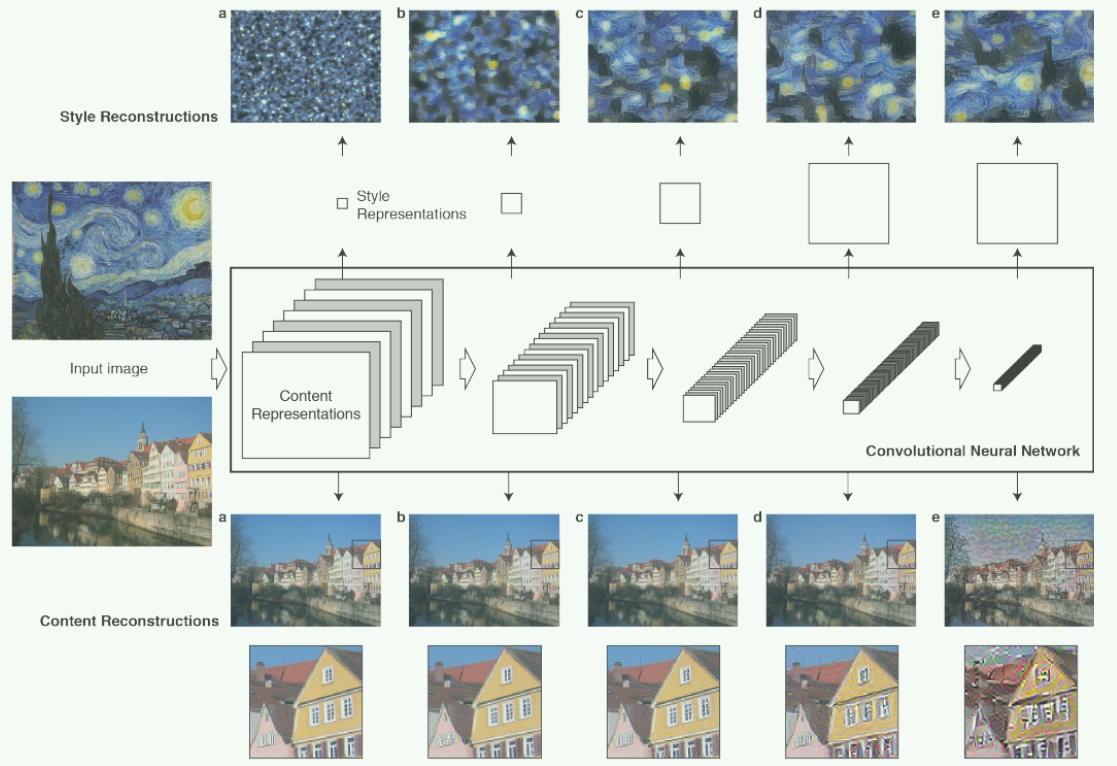 a
b
c
d
e
Style Reconstructions
Style
Representations
Input image
Content
Representations
Convolutional Neural Network
a
b
c
d
e
Content Reconstructions